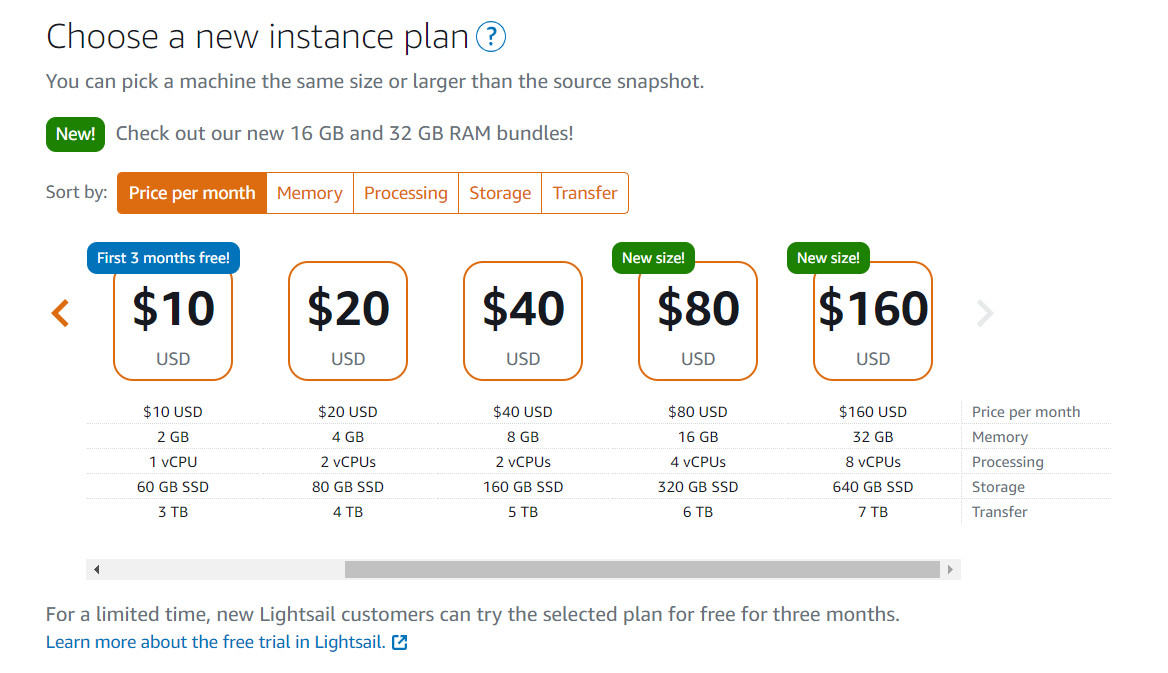 Choose a new instance plan ?
You can pick a machine the same size or larger than the source snapshot.
New! Check out our new 16 GB and 32 GB RAM bundles!
Sort by: Price per month Memory Processing Storage Transfer
First 3 months free! New size! New size!
$10 $20 $40 $80 $160
USD USD USD USD USD
$10 USD $20 USD $40 USD $80 USD $160 USD Price per month
2 GB 4 GB 8 GB 16 GB 32 GB Memory
1 vCPU 2 vCPUs 2 vCPUs 4 vCPUs 8 vCPUs Processing
60 GB SSD 80 GB SSD 160 GB SSD 320 GB SSD 640 GB SSD Storage
3 TB 4 TB 5 TB 6 TB 7 TB Transfer
For a limited time, new Lightsail customers can try the selected plan for free for three months.
Learn more about the free trial in Lightsail.